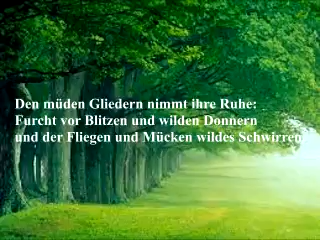 Den müden Gliedern nimmt ihre Ruhe:
Furcht vor Blitzen und wilden Donnern
und der Fliegen und Mücken wildes Schwirren